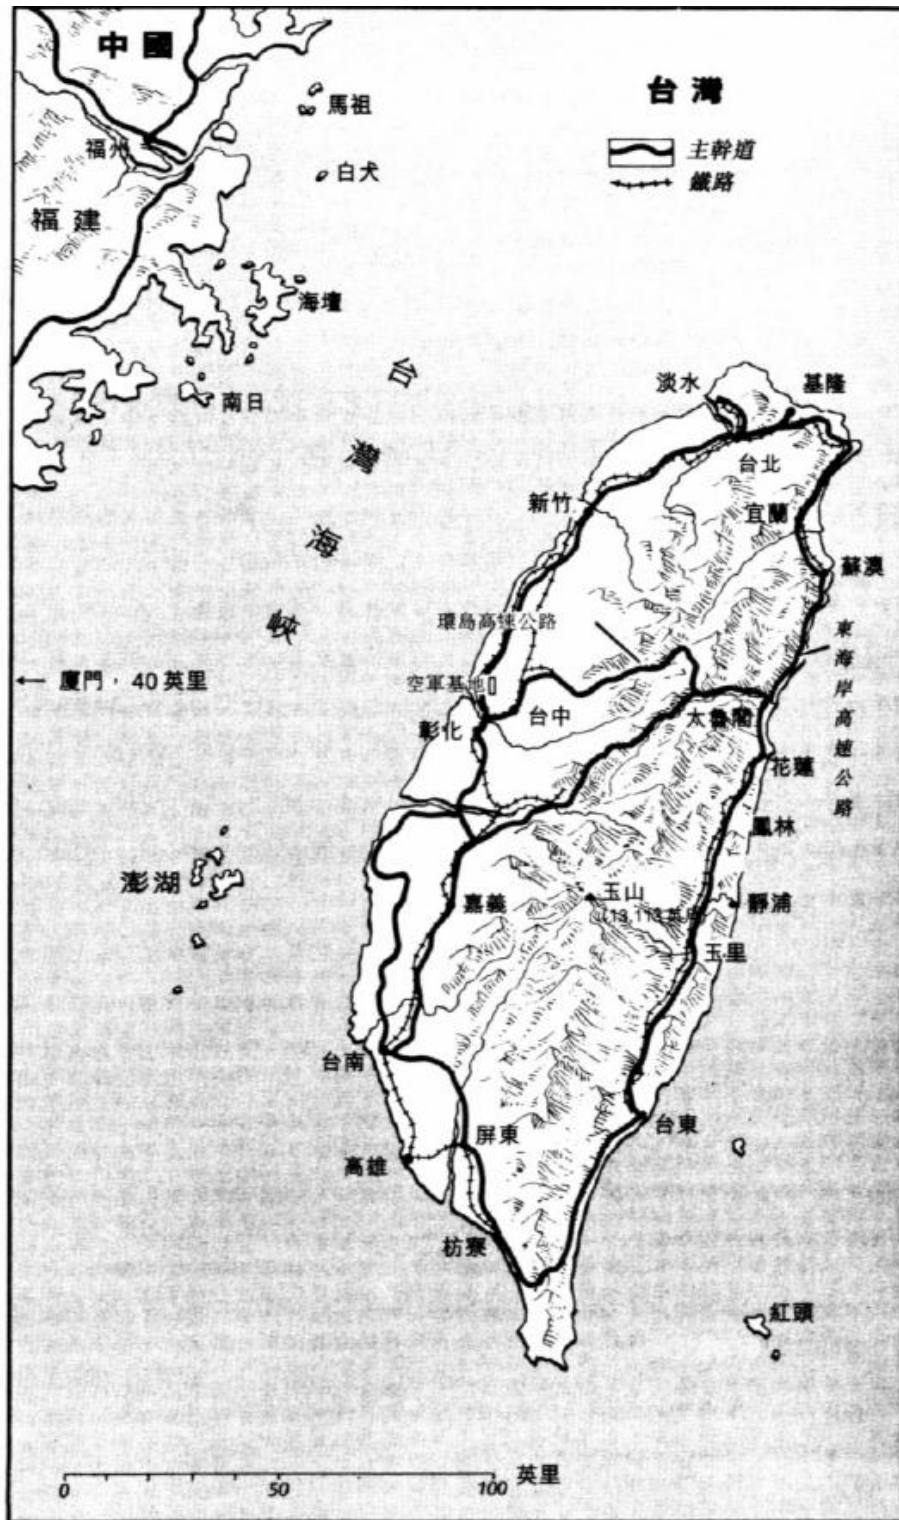 中國
台灣
馬祖
主幹道
福州
白犬
鐵路
福建
海壇
台灣海峽
南日
淡水
基隆
台北
新竹
宜蘭
蘇澳
環島高速公路
東海岸高速公路
← 廈門，40英里
空軍基地
台中
太魯閣
彰化
花蓮
鳳林
澎湖
玉山
嘉義
靜浦
玉里
台南
台東
屏東
高雄
枋寮
紅頭
英里
0 50 100